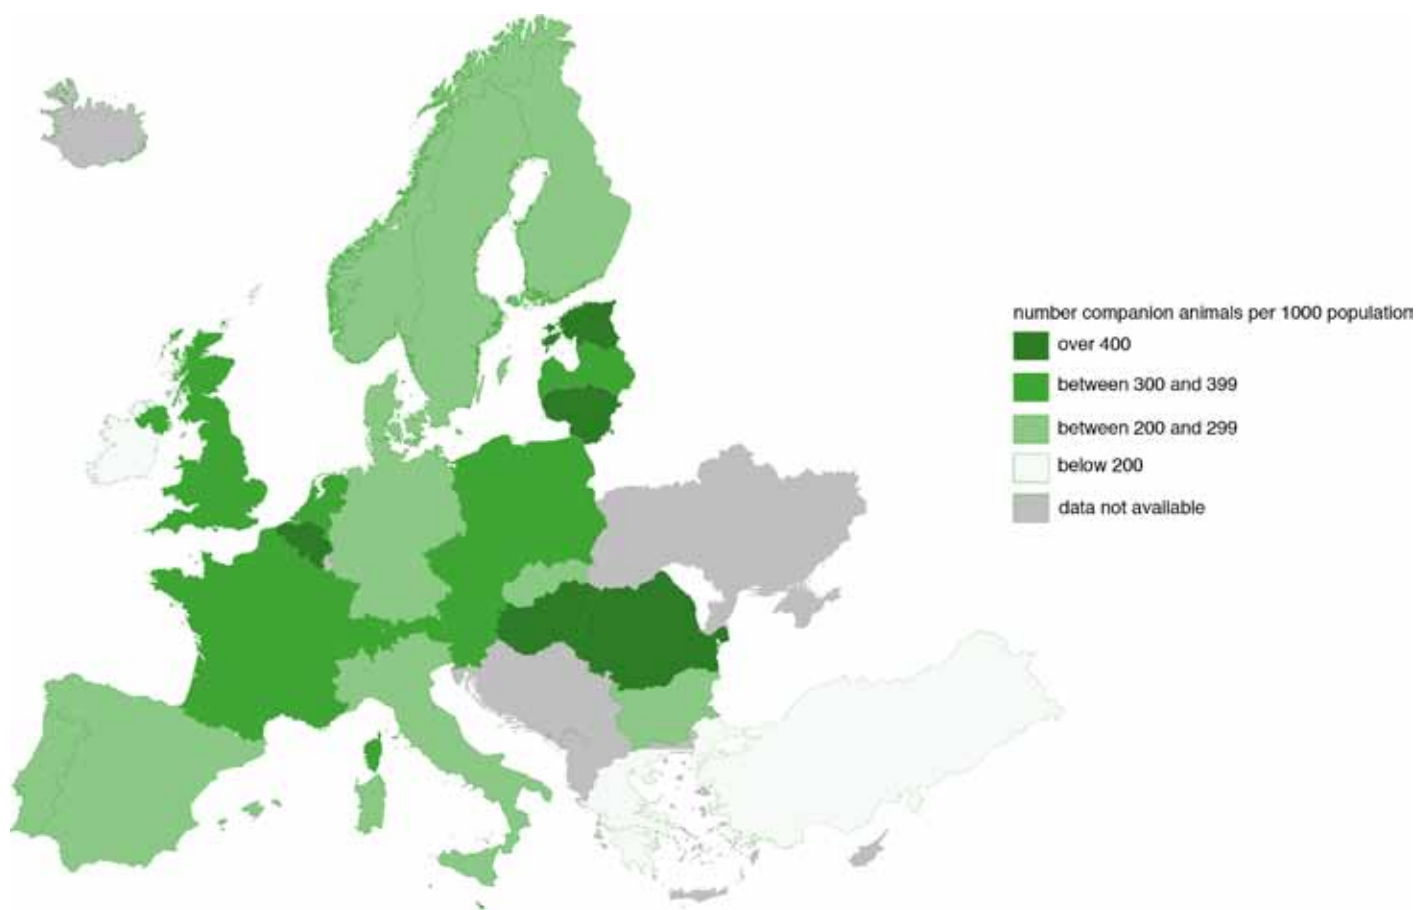 number companion animals per 1000 population
over 400
between 300 and 399
between 200 and 299
below 200
data not available